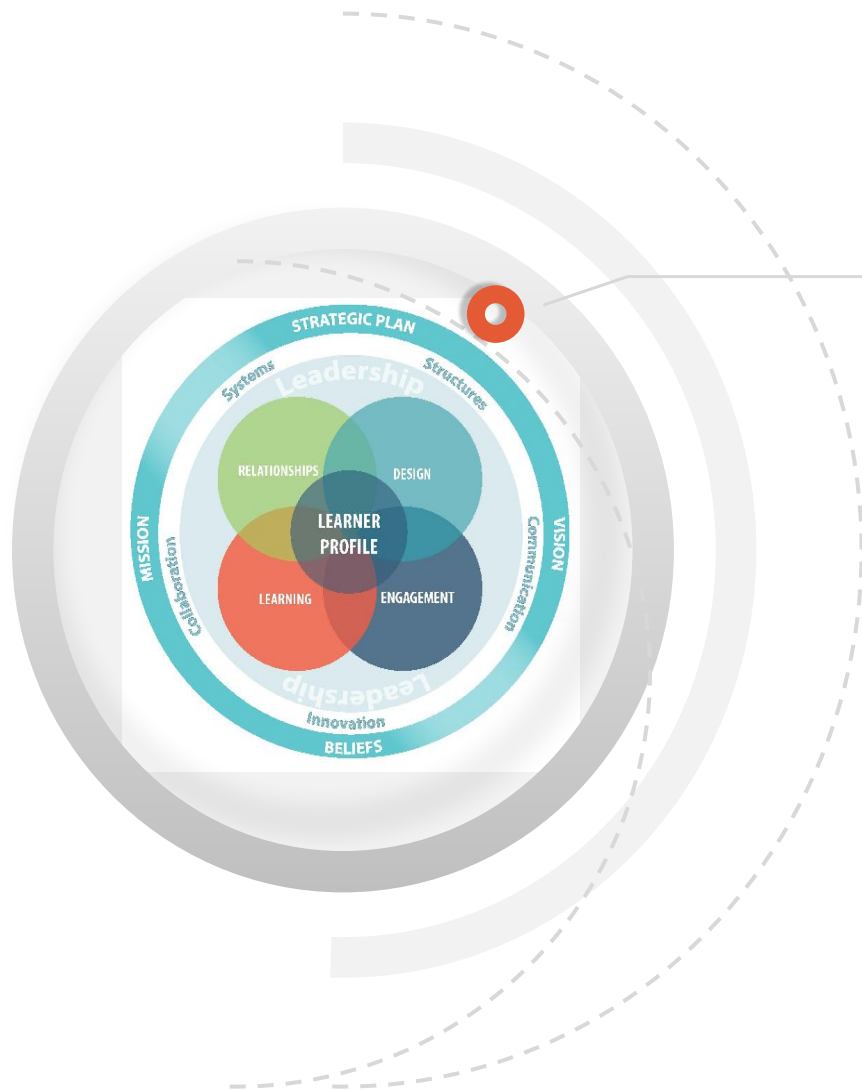 STRATEGIC PLAN
Systems
Structures
Leadership
RELATIONSHIPS
DESIGN
LEARNER
PROFILE
MISSION
VISION
Collaboration
Communication
LEARNING
ENGAGEMENT
Leadership
Innovation
BELIEFS